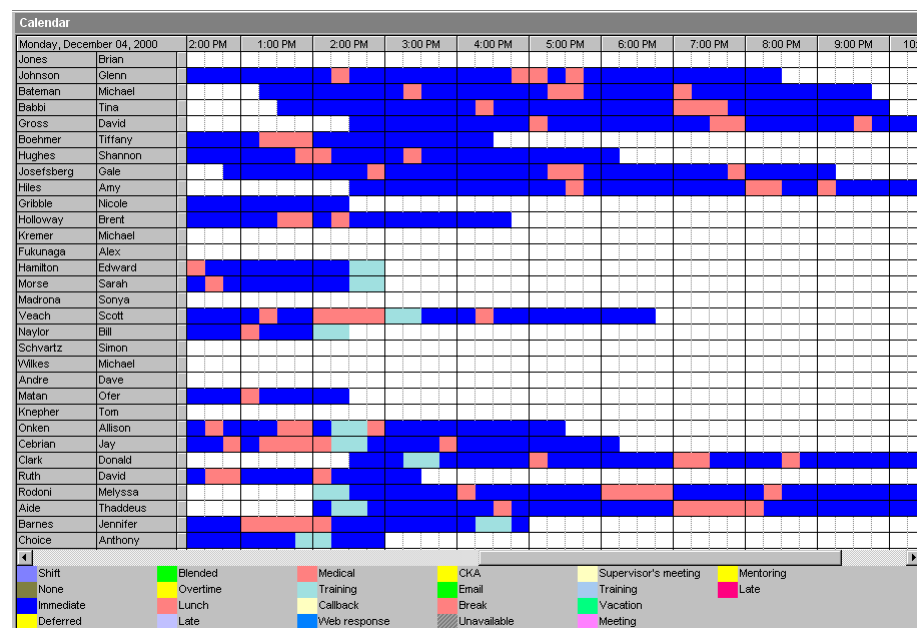 Calendar
Monday, December 04, 2000 2:00 PM 1:00 PM 2:00 PM 3:00 PM 4:00 PM 5:00 PM 6:00 PM 7:00 PM 8:00 PM 9:00 PM 10:
Jones Brian
Johnson Glenn
Bateman Michael
Babbi Tina
Gross David
Boehmer Tiffany
Hughes Shannon
Josefsberg Gale
Hiles Amy
Gribble Nicole
Holloway Brent
Kremer Michael
Fukunaga Alex
Hamilton Edward
Morse Sarah
Madrona Sonya
Veach Scott
Naylor Bill
Schvartz Simon
Wilkes Michael
Andre Dave
Matan Ofer
Knepher Tom
Onken Allison
Cebrian Jay
Clark Donald
Ruth David
Rodoni Melyssa
Aide Thaddeus
Barnes Jennifer
Choice Anthony
Shift Blended Medical CKA Supervisor's meeting Mentoring
None Overtime Training Email Training Late
Immediate Lunch Callback Break Vacation
Deferred Late Web response Unavailable Meeting